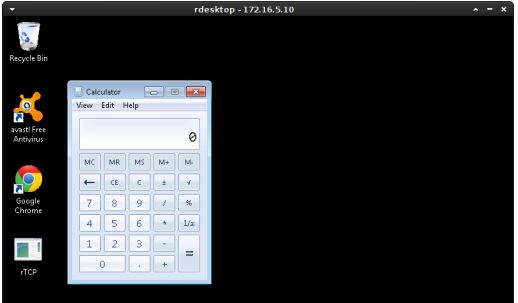 rdesktop - 172.16.5.10
Recycle Bin
avast! Free
Antivirus
Google
Chrome
rTCP
Calculator
View Edit Help
0
MC MR MS M+ M-
← CE C ± √
7 8 9 / %
4 5 6 * 1/x
1 2 3 - =
0 . +